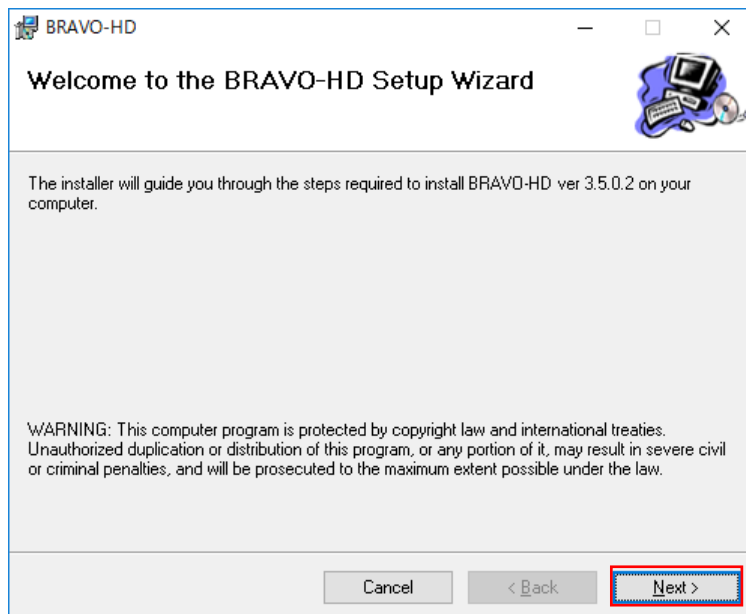 BRAVO-HD
Welcome to the BRAVO-HD Setup Wizard
The installer will guide you through the steps required to install BRAVO-HD ver 3.5.0.2 on your
computer.
WARNING: This computer program is protected by copyright law and international treaties.
Unauthorized duplication or distribution of this program, or any portion of it, may result in severe civil
or criminal penalties, and will be prosecuted to the maximum extent possible under the law.
Cancel < Back Next >